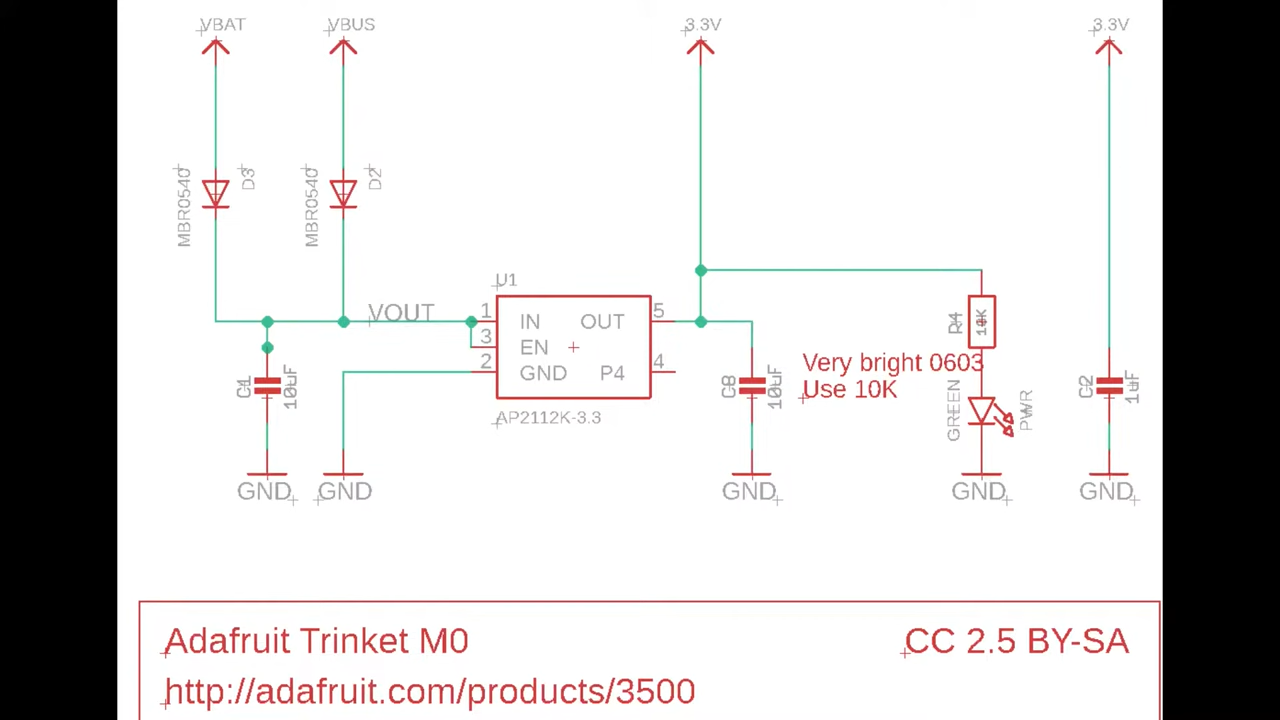 VBAT
VBUS
3.3V
3.3V
MBR0540
D3
MBR0540
D2
U1
VOUT
1
IN
OUT
5
3
EN
2
GND
P4
4
AP2112K-3.3
C1
10uF
10uF
Very bright 0603
Use 10K
R4
10K
GREEN
PWR
C2
1uF
GND
GND
GND
GND
GND
Adafruit Trinket M0
CC 2.5 BY-SA
http://adafruit.com/products/3500